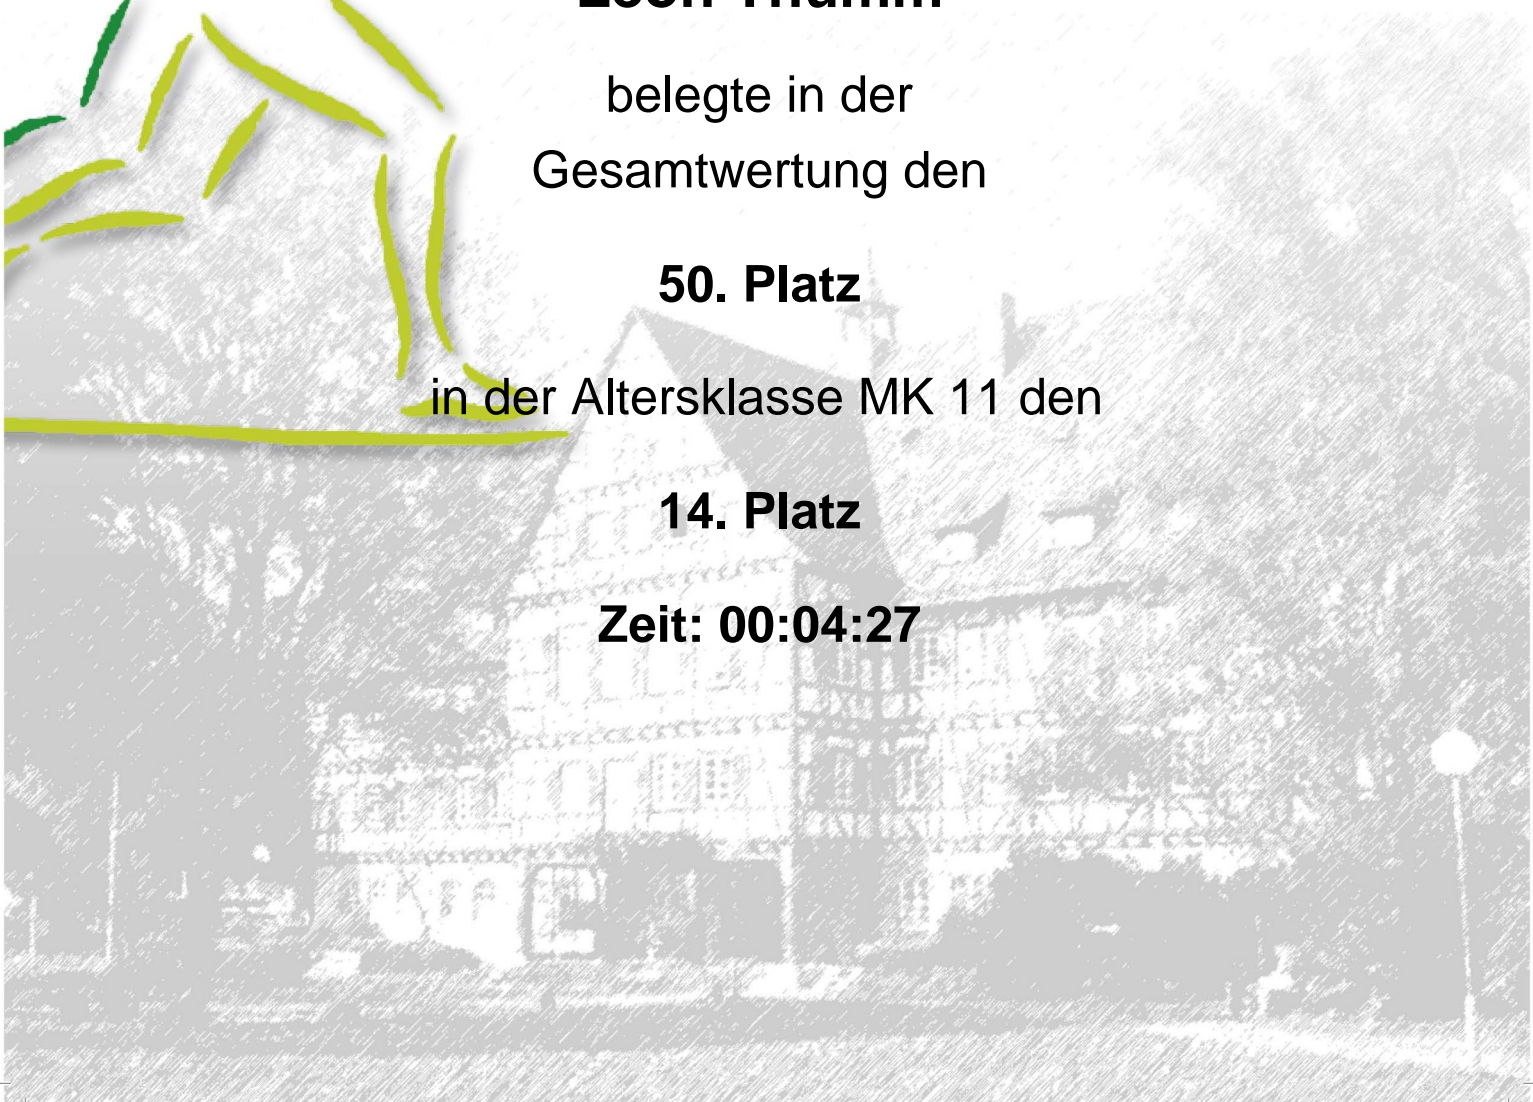 belegte in der
Gesamtwertung den
50. Platz
in der Altersklasse MK 11 den
14. Platz
Zeit: 00:04:27